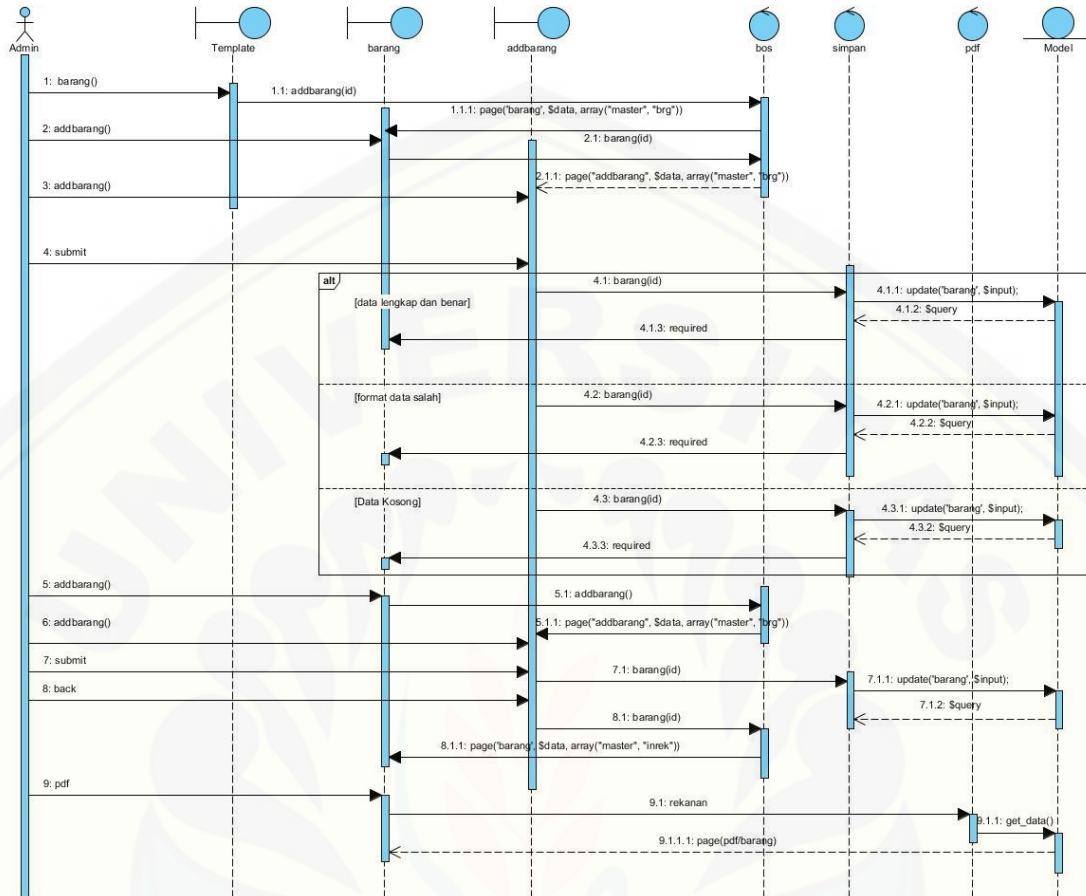 Admin
Template
barang
addbarang
bos
simpan
pdf
Model
1: barang()
1.1: addbarang(id)
1.1.1: page('barang', $data, array("master", "brg"))
2: addbarang()
2.1: barang(id)
2.1.1: page("addbarang", $data, array("master", "brg"))
3: addbarang()
4: submit
alt
4.1: barang(id)
4.1.1: update('barang', $input);
[data lengkap dan benar]
4.1.2: $query
4.1.3: required
[format data salah]
4.2: barang(id)
4.2.1: update('barang', $input);
4.2.2: $query
4.2.3: required
[Data Kosong]
4.3: barang(id)
4.3.1: update('barang', $input);
4.3.2: $query
4.3.3: required
5: addbarang()
5.1: addbarang()
6: addbarang()
5.1.1: page("addbarang", $data, array("master", "brg"))
7: submit
7.1: barang(id)
7.1.1: update('barang', $input);
8: back
7.1.2: $query
8.1: barang(id)
8.1.1: page('barang', $data, array("master", "inrek"))
9: pdf
9.1: rekanan
9.1.1: get_data()
9.1.1.1: page(pdf/barang)
UNIVERSITAS